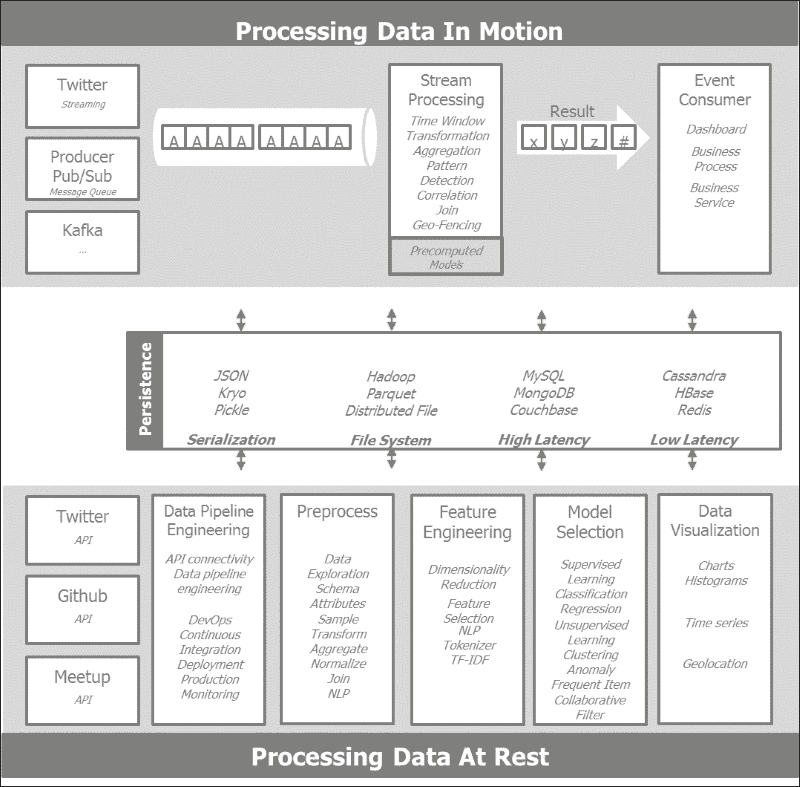 Processing Data In Motion
Twitter
Streaming
Producer
Pub/Sub
Message Queue
Kafka
...
A A A A A A A A
Stream
Processing
Time Window
Transformation
Aggregation
Pattern
Detection
Correlation
Join
Geo-Fencing
Precomputed
Models
Result
x y z #
Event
Consumer
Dashboard
Business
Process
Business
Service
Persistence
JSON
Kryo
Pickle
Serialization
Hadoop
Parquet
Distributed File
File System
MySQL
MongoDB
Couchbase
High Latency
Cassandra
HBase
Redis
Low Latency
Twitter
API
Github
API
Meetup
API
Data Pipeline
Engineering
API connectivity
Data pipeline
engineering
DevOps
Continuous
Integration
Deployment
Production
Monitoring
Preprocess
Data
Exploration
Schema
Attributes
Sample
Transform
Aggregate
Normalize
Join
NLP
Feature
Engineering
Dimensionality
Reduction
Feature
Selection
NLP
Tokenizer
TF-IDF
Model
Selection
Supervised
Learning
Classification
Regression
Unsupervised
Learning
Clustering
Anomaly
Frequent Item
Collaborative
Filter
Data
Visualization
Charts
Histograms
Time series
Geolocation
Processing Data At Rest